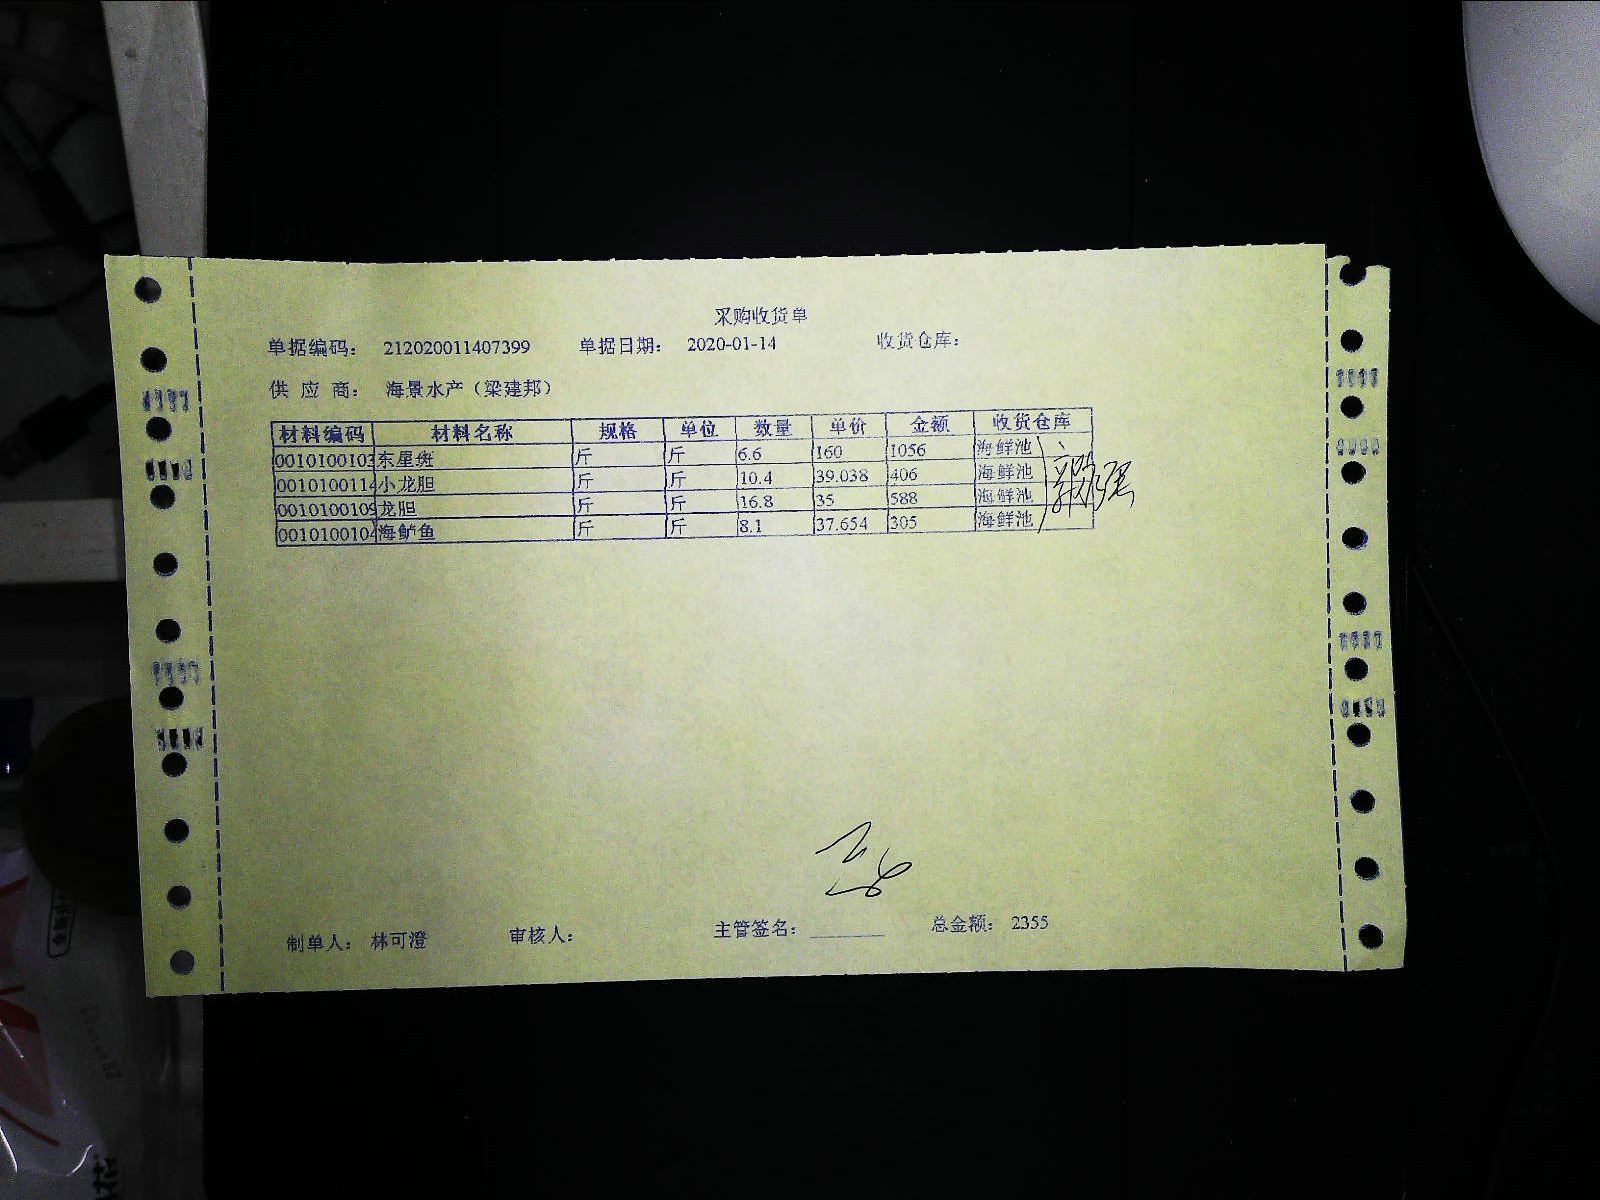 采购收货单
单据编码： 212020011407399 单据日期： 2020-01-14 收货仓库：
供 应 商： 海景水产（梁建邦）
材料编码 材料名称 规格 单位 数量 单价 金额 收货仓库
0010100103 东星斑 斤 斤 6.6 160 1056 海鲜池
0010100114 小龙胆 斤 斤 10.4 39.038 406 海鲜池
0010100109 龙胆 斤 斤 16.8 35 588 海鲜池
0010100104 海鲈鱼 斤 斤 8.1 37.654 305 海鲜池
制单人： 林可澄 审核人： 主管签名： 总金额： 2355